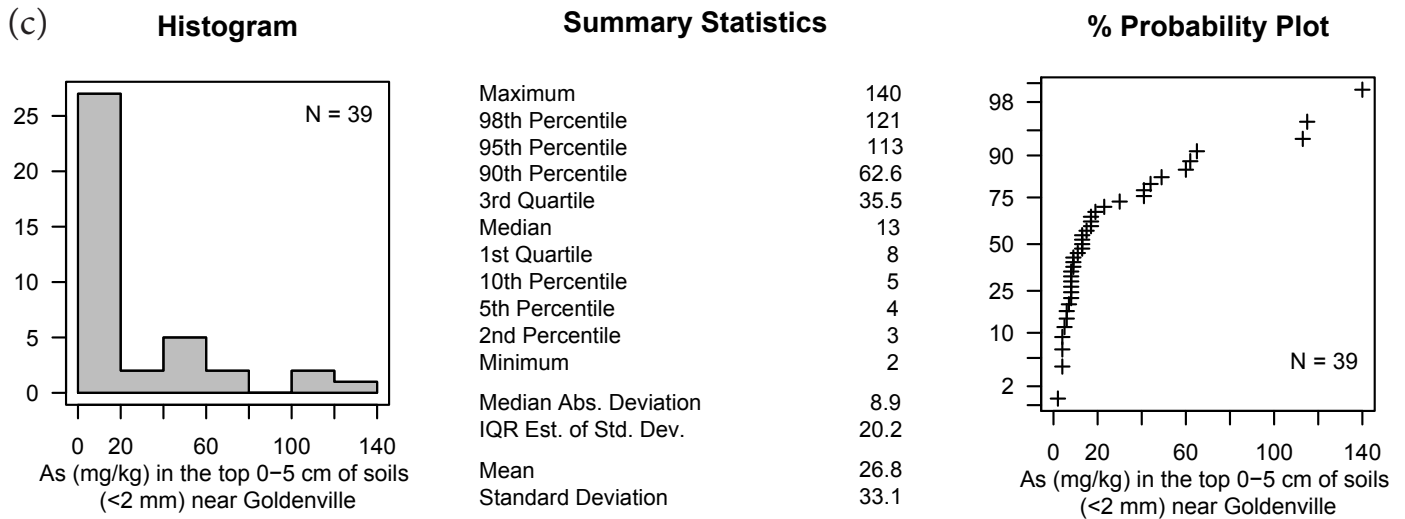 (c)
Histogram
N = 39
25
20
15
10
5
0
0 20 60 100 140
As (mg/kg) in the top 0−5 cm of soils
(<2 mm) near Goldenville
Summary Statistics
Maximum 140
98th Percentile 121
95th Percentile 113
90th Percentile 62.6
3rd Quartile 35.5
Median 13
1st Quartile 8
10th Percentile 5
5th Percentile 4
2nd Percentile 3
Minimum 2
Median Abs. Deviation 8.9
IQR Est. of Std. Dev. 20.2
Mean 26.8
Standard Deviation 33.1
% Probability Plot
98
90
75
50
25
10
2
N = 39
0 20 60 100 140
As (mg/kg) in the top 0−5 cm of soils
(<2 mm) near Goldenville